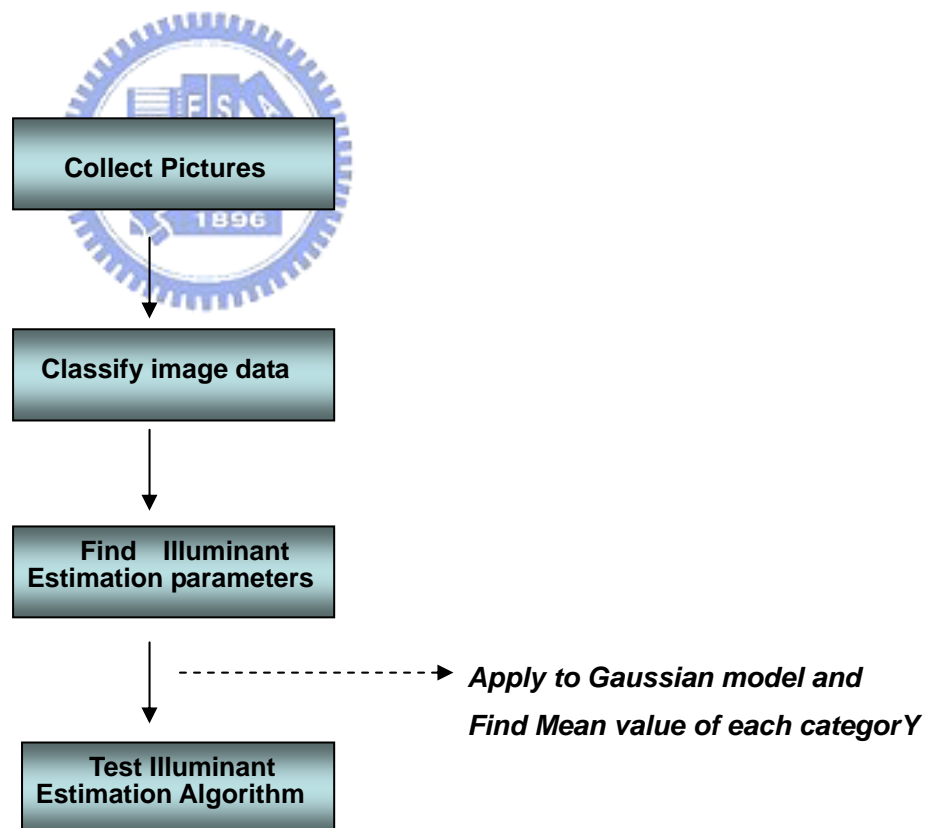 E S A
Collect Pictures
1896
Classify image data
Find Illuminant
Estimation parameters
Apply to Gaussian model and
Find Mean value of each categorY
Test Illuminant
Estimation Algorithm